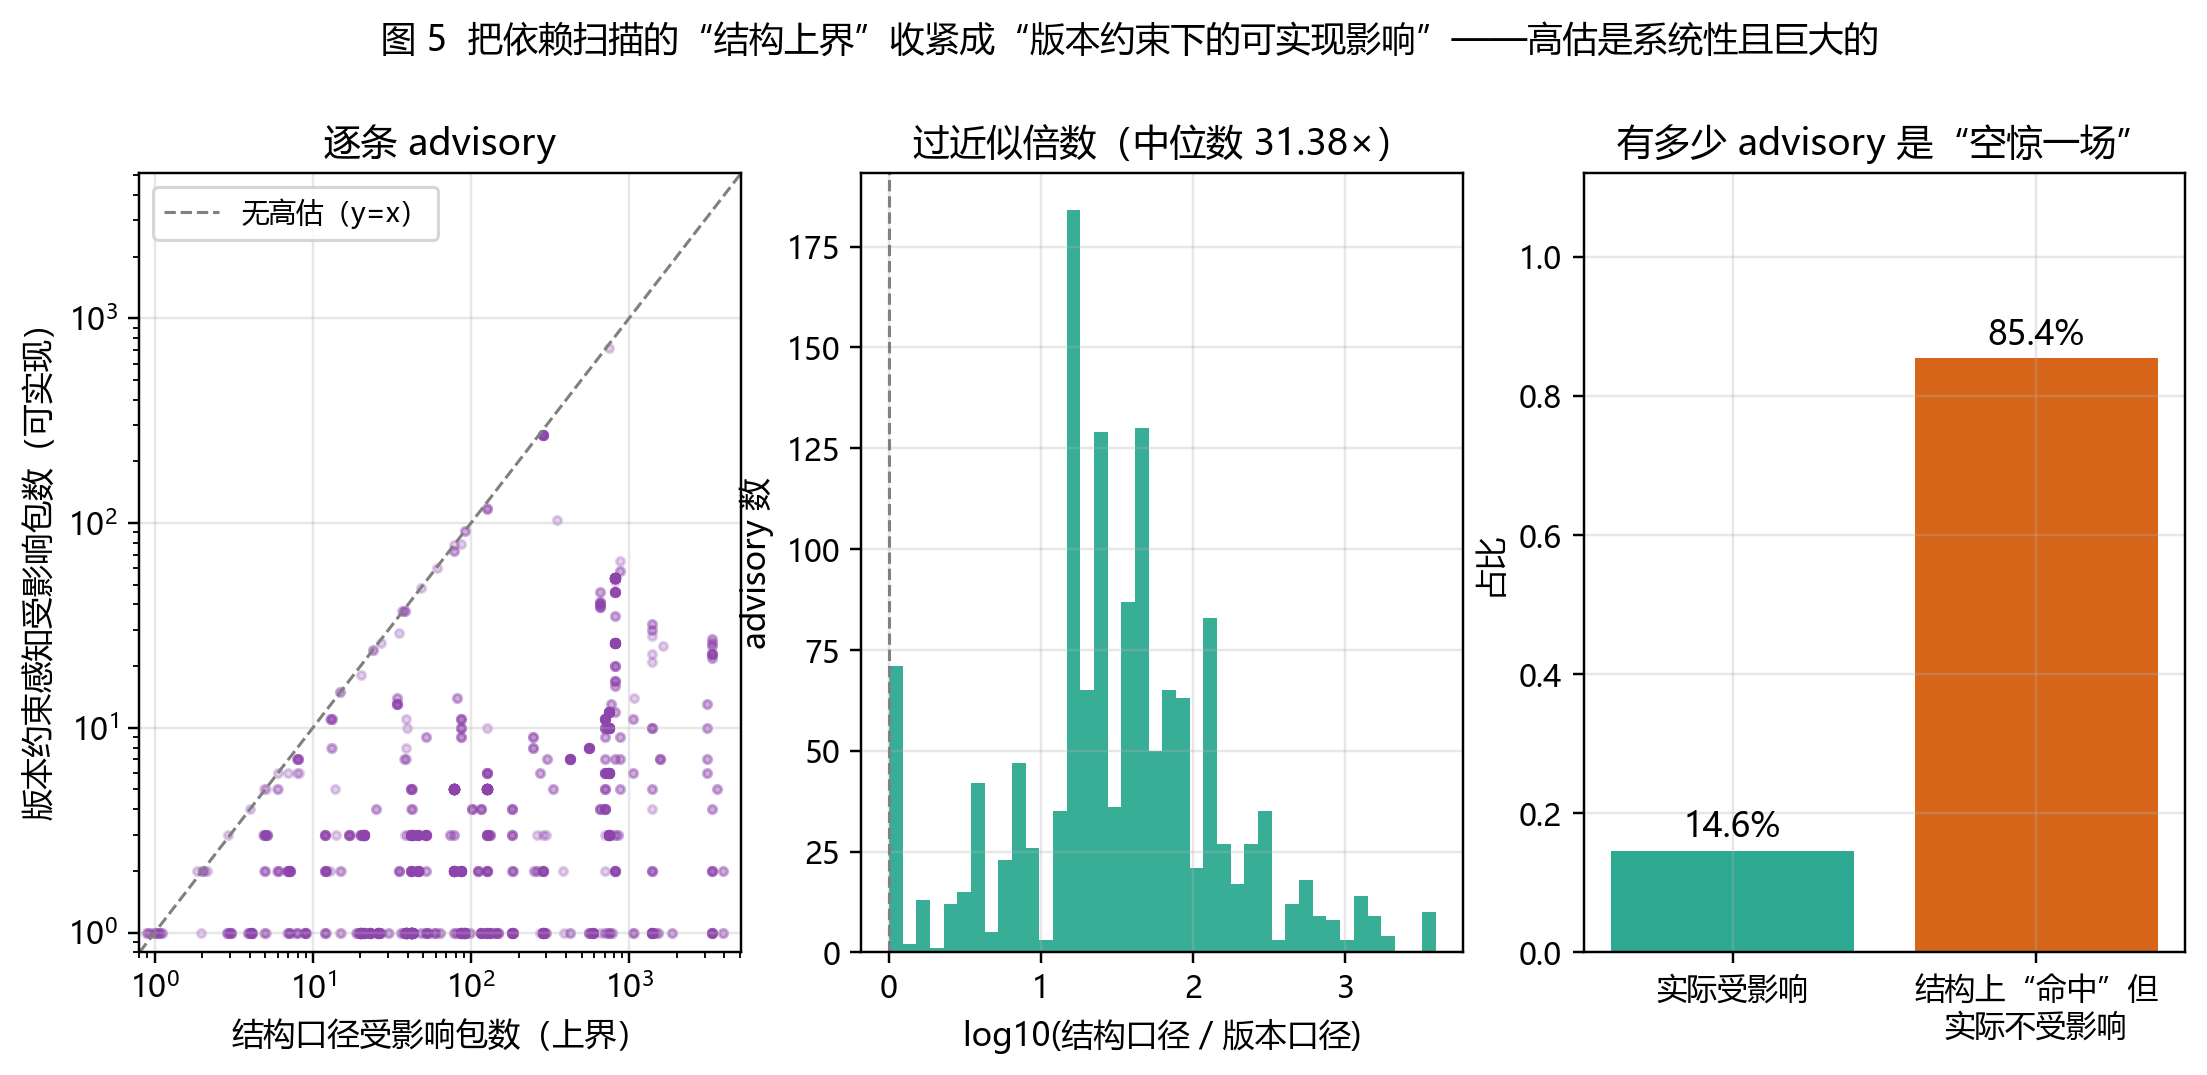 图 5 把依赖扫描的“结构上界”收紧成“版本约束下的可实现影响”——高估是系统性且巨大的
逐条 advisory
无高估（y=x）
10³
10²
10¹
10⁰
10⁰ 10¹ 10² 10³
版本约束感知受影响包数（可实现）
结构口径受影响包数（上界）
过近似倍数（中位数 31.38×）
175
150
125
100
75
50
25
0
0 1 2 3
advisory 数
log10(结构口径 / 版本口径)
有多少 advisory 是“空惊一场”
1.0
0.8
0.6
0.4
0.2
0.0
占比
14.6%
85.4%
实际受影响
结构上“命中”但
实际不受影响